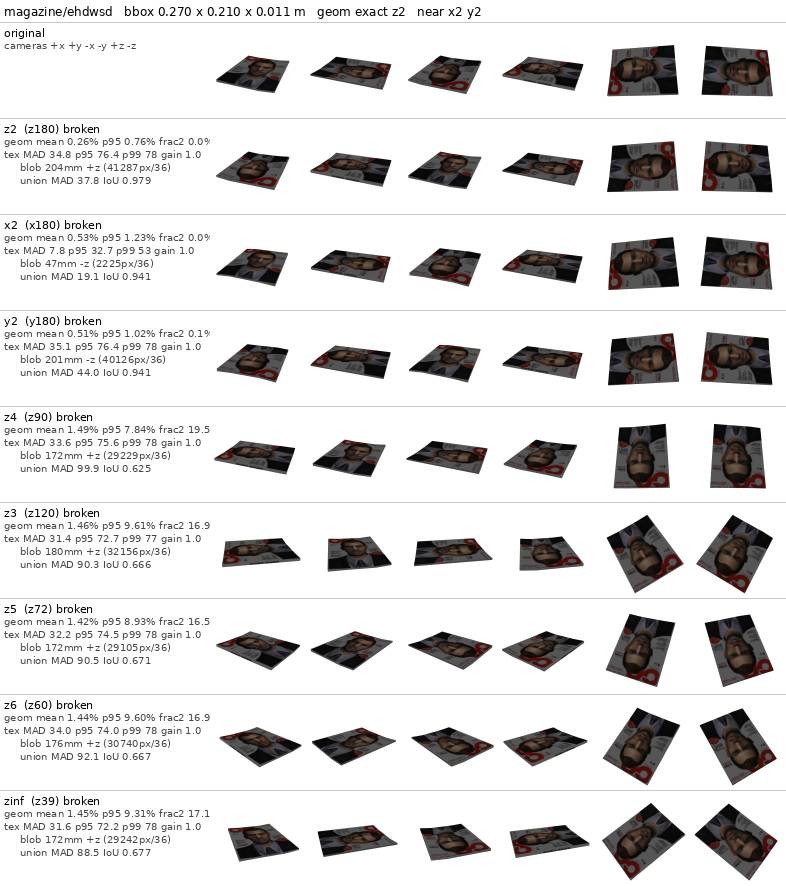 magazine/ehdwsd bbox 0.270 x 0.210 x 0.011 m geom exact z2 near x2 y2
original
cameras +x +y -x -y +z -z
z2 (z180) broken
geom mean 0.26% p95 0.76% frac2 0.0%
tex MAD 34.8 p95 76.4 p99 78 gain 1.0
blob 204mm +z (41287px/36)
union MAD 37.8 IoU 0.979
x2 (x180) broken
geom mean 0.53% p95 1.23% frac2 0.0%
tex MAD 7.8 p95 32.7 p99 53 gain 1.0
blob 47mm -z (2225px/36)
union MAD 19.1 IoU 0.941
y2 (y180) broken
geom mean 0.51% p95 1.02% frac2 0.1%
tex MAD 35.1 p95 76.4 p99 78 gain 1.0
blob 201mm -z (40126px/36)
union MAD 44.0 IoU 0.941
z4 (z90) broken
geom mean 1.49% p95 7.84% frac2 19.5
tex MAD 33.6 p95 75.6 p99 78 gain 1.0
blob 172mm +z (29229px/36)
union MAD 99.9 IoU 0.625
z3 (z120) broken
geom mean 1.46% p95 9.61% frac2 16.9
tex MAD 31.4 p95 72.7 p99 77 gain 1.0
blob 180mm +z (32156px/36)
union MAD 90.3 IoU 0.666
z5 (z72) broken
geom mean 1.42% p95 8.93% frac2 16.5
tex MAD 32.2 p95 74.5 p99 78 gain 1.0
blob 172mm +z (29105px/36)
union MAD 90.5 IoU 0.671
z6 (z60) broken
geom mean 1.44% p95 9.60% frac2 16.9
tex MAD 34.0 p95 74.0 p99 78 gain 1.0
blob 176mm +z (30740px/36)
union MAD 92.1 IoU 0.667
zinf (z39) broken
geom mean 1.45% p95 9.31% frac2 17.1
tex MAD 31.6 p95 72.2 p99 78 gain 1.0
blob 172mm +z (29242px/36)
union MAD 88.5 IoU 0.677